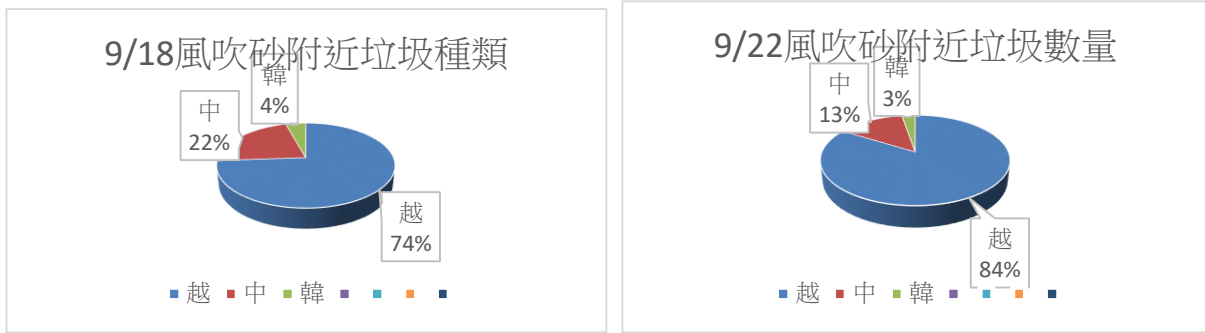 9/18風吹砂附近垃圾種類
韓
4%
中
22%
越
74%
越 中 韓
9/22風吹砂附近垃圾數量
韓
3%
中
13%
越
84%
越 中 韓